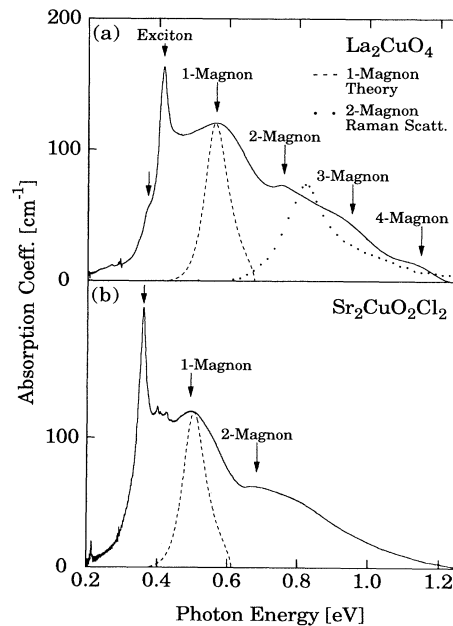 200
(a)
Exciton
La₂CuO₄
1-Magnon
- - - 1-Magnon Theory
• • • 2-Magnon Raman Scatt.
2-Magnon
3-Magnon
4-Magnon
100
0
(b)
Sr₂CuO₂Cl₂
1-Magnon
2-Magnon
100
0
Absorption Coeff. [cm⁻¹]
0.2 0.4 0.6 0.8 1.0 1.2
Photon Energy [eV]